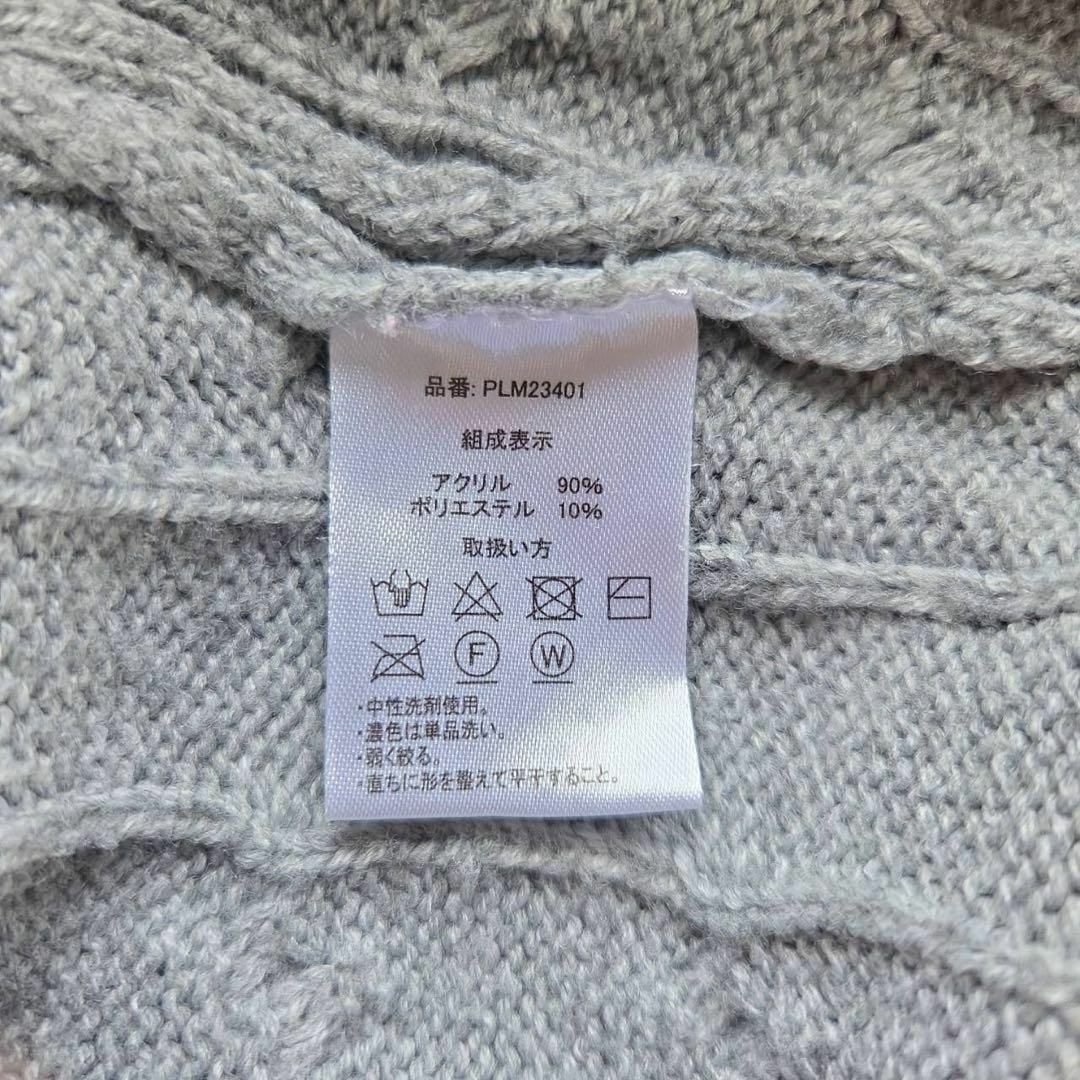 品番: PLM23401
組成表示
アクリル 90%
ポリエステル 10%
取扱い方
F W
・中性洗剤使用。
・濃色は単品洗い。
・弱く絞る。
・直ちに形を整えて平干すること。